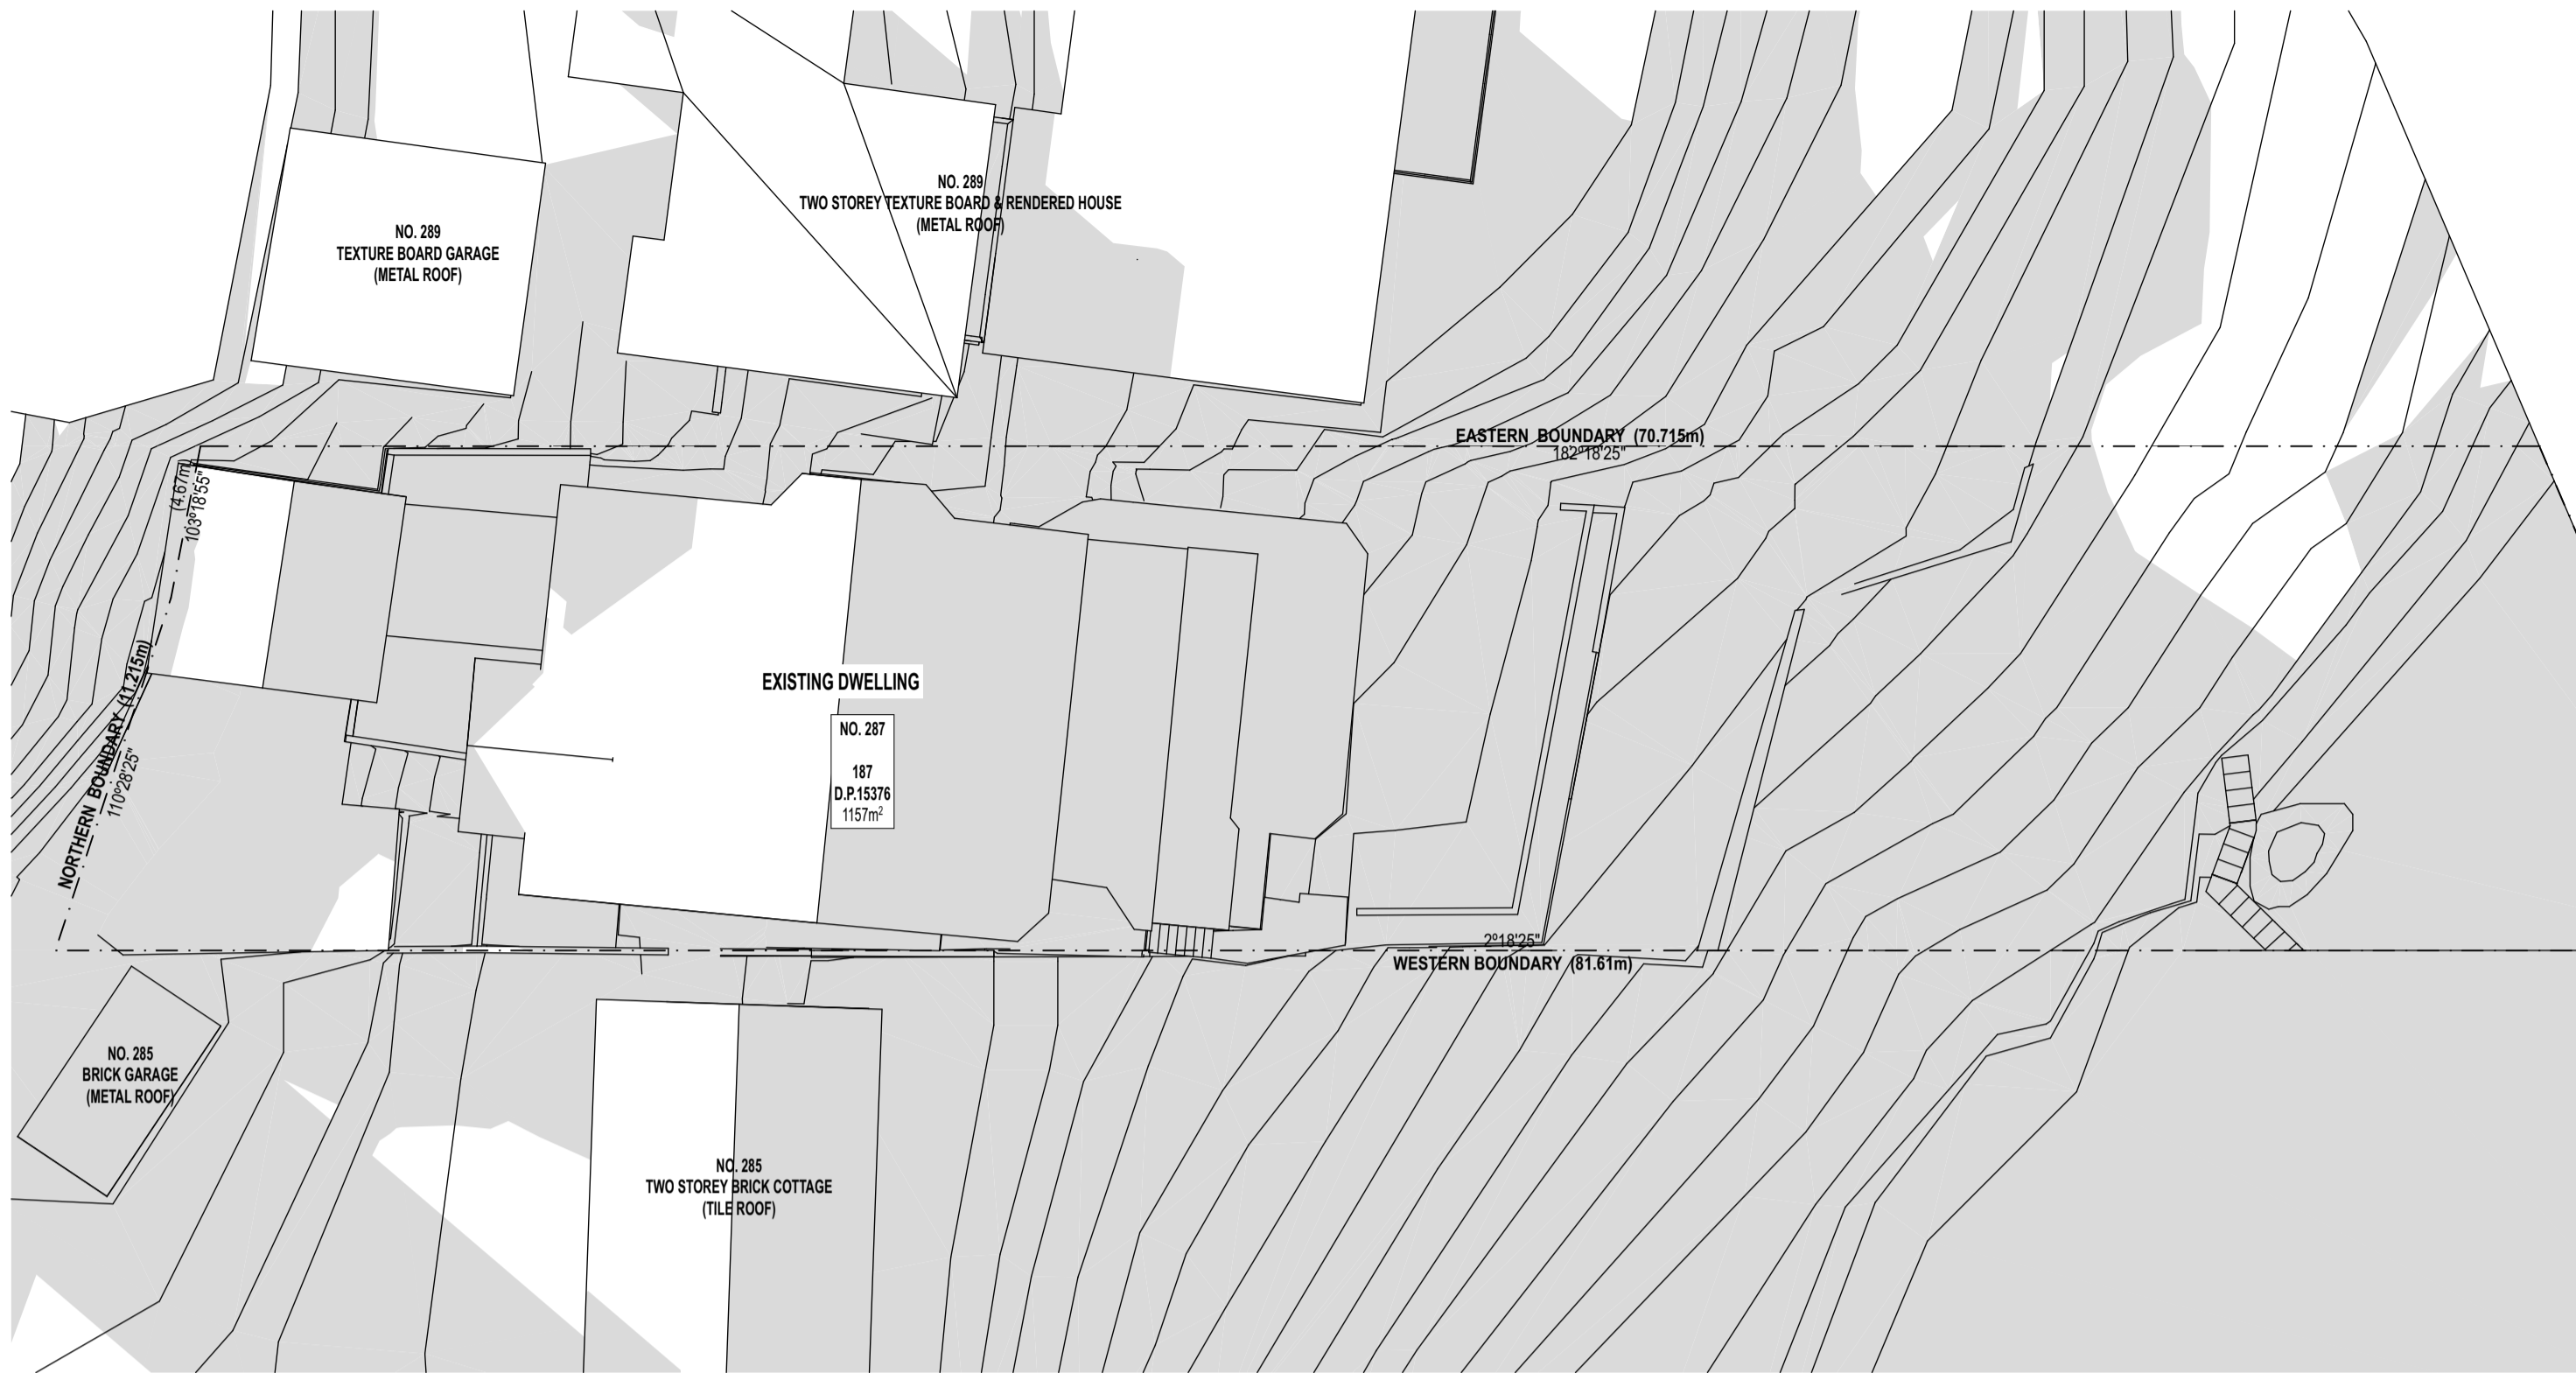 NO. 289
TWO STOREY TEXTURE BOARD & RENDERED HOUSE
(METAL ROOF)
NO. 289
TEXTURE BOARD GARAGE
(METAL ROOF)
EASTERN BOUNDARY (70.715m)
182°18'25"
(4.67m)
103°18'55"
NORTHERN BOUNDARY (11.215m)
110°28'25"
EXISTING DWELLING
NO. 287
187
D.P.15376
1157m²
2°18'25"
WESTERN BOUNDARY (81.61m)
NO. 285
BRICK GARAGE
(METAL ROOF)
NO. 285
TWO STOREY BRICK COTTAGE
(TILE ROOF)